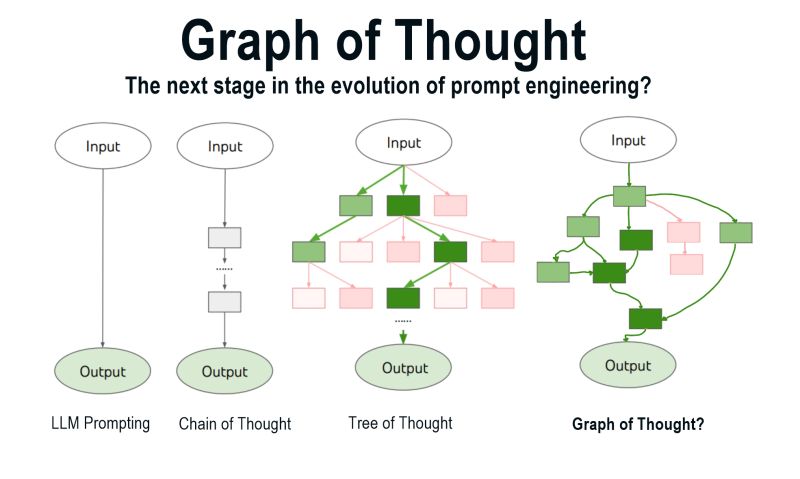 Graph of Thought
The next stage in the evolution of prompt engineering?
Input
Input
Input
Input
......
......
Output
Output
Output
Output
LLM Prompting
Chain of Thought
Tree of Thought
Graph of Thought?